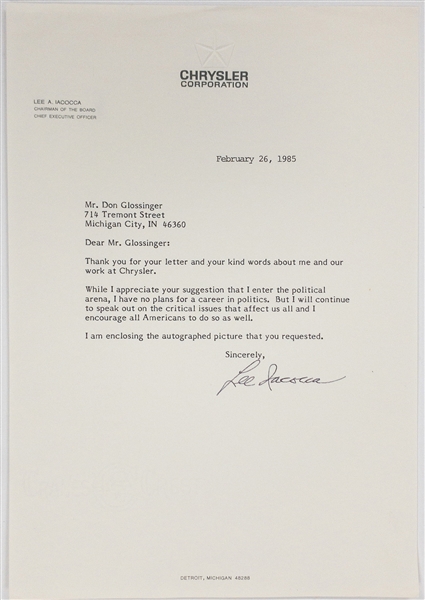 CHRYSLER
CORPORATION
LEE A. IACOCCA
CHAIRMAN OF THE BOARD
CHIEF EXECUTIVE OFFICER
February 26, 1985
Mr. Don Glossinger
714 Tremont Street
Michigan City, IN 46360
Dear Mr. Glossinger:
Thank you for your letter and your kind words about me and our
work at Chrysler.
While I appreciate your suggestion that I enter the political
arena, I have no plans for a career in politics. But I will continue
to speak out on the critical issues that affect us all and I
encourage all Americans to do so as well.
I am enclosing the autographed picture that you requested.
Sincerely,
Lee Iacocca
DETROIT, MICHIGAN 48288